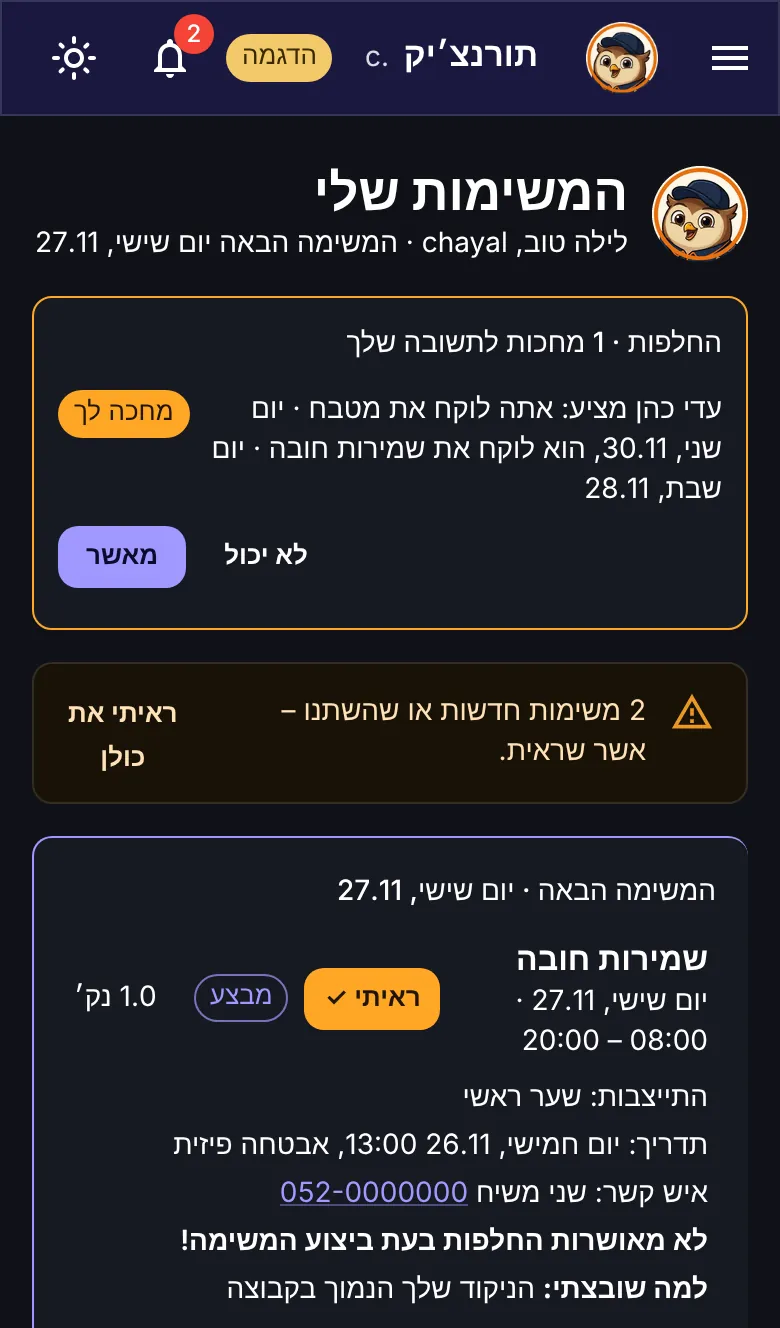 תורנצ׳יק c. הדגמה 2
המשימות שלי
לילה טוב, chayal · המשימה הבאה יום שישי, 27.11
החלפות · 1 מחכות לתשובה שלך
עדי כהן מציע: אתה לוקח את מטבח · יום
שני, 30.11, הוא לוקח את שמירות חובה · יום
שבת, 28.11
מחכה לך
לא יכול
מאשר
2 משימות חדשות או שהשתנו –
אשר שראית.
ראיתי את
כולן
המשימה הבאה · יום שישי, 27.11
שמירות חובה
יום שישי, 27.11 ·
08:00 – 20:00
ראיתי ✓
מבצע
1.0 נק׳
התייצבות: שער ראשי
תדריך: יום חמישי, 26.11 13:00, אבטחה פיזית
איש קשר: שני משיח 052-0000000
לא מאושרות החלפות בעת ביצוע המשימה!
למה שובצתי: הניקוד שלך הנמוך בקבוצה